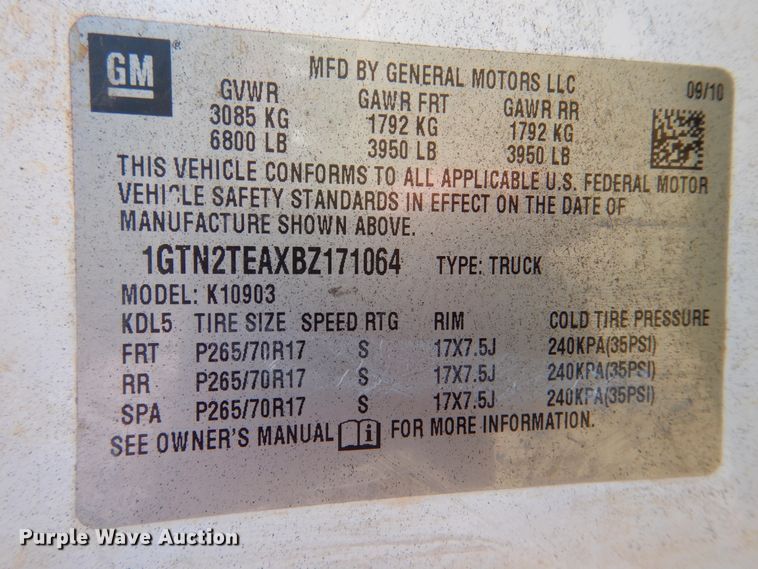 GM ®
MFD BY GENERAL MOTORS LLC
09/10
GVWR GAWR FRT GAWR RR
3085 KG 1792 KG 1792 KG
6800 LB 3950 LB 3950 LB
THIS VEHICLE CONFORMS TO ALL APPLICABLE U.S. FEDERAL MOTOR
VEHICLE SAFETY STANDARDS IN EFFECT ON THE DATE OF
MANUFACTURE SHOWN ABOVE.
1GTN2TEAXBZ171064 TYPE: TRUCK
MODEL: K10903
KDL5 TIRE SIZE SPEED RTG RIM COLD TIRE PRESSURE
FRT P265/70R17 S 17X7.5J 240KPA(35PSI)
RR P265/70R17 S 17X7.5J 240KPA(35PSI)
SPA P265/70R17 S 17X7.5J 240KPA(35PSI)
SEE OWNER'S MANUAL i FOR MORE INFORMATION.
Purple Wave Auction